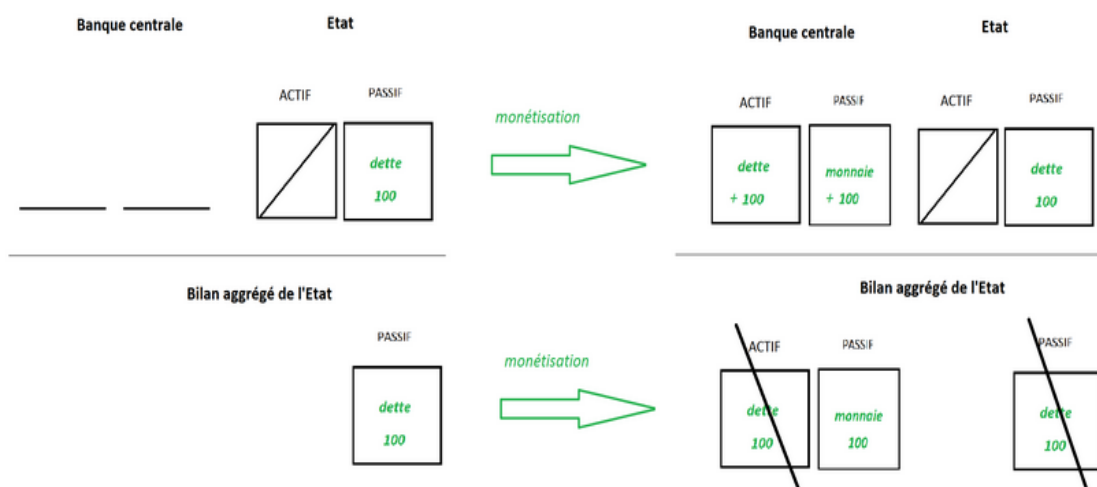 Banque centrale
Etat
ACTIF
PASSIF
dette
100
monétisation
Banque centrale
Etat
ACTIF
PASSIF
ACTIF
PASSIF
dette
+ 100
monnaie
+ 100
dette
100
Bilan aggrégé de l'Etat
PASSIF
dette
100
monétisation
Bilan aggrégé de l'Etat
ACTIF
PASSIF
PASSIF
dette
100
monnaie
100
dette
100